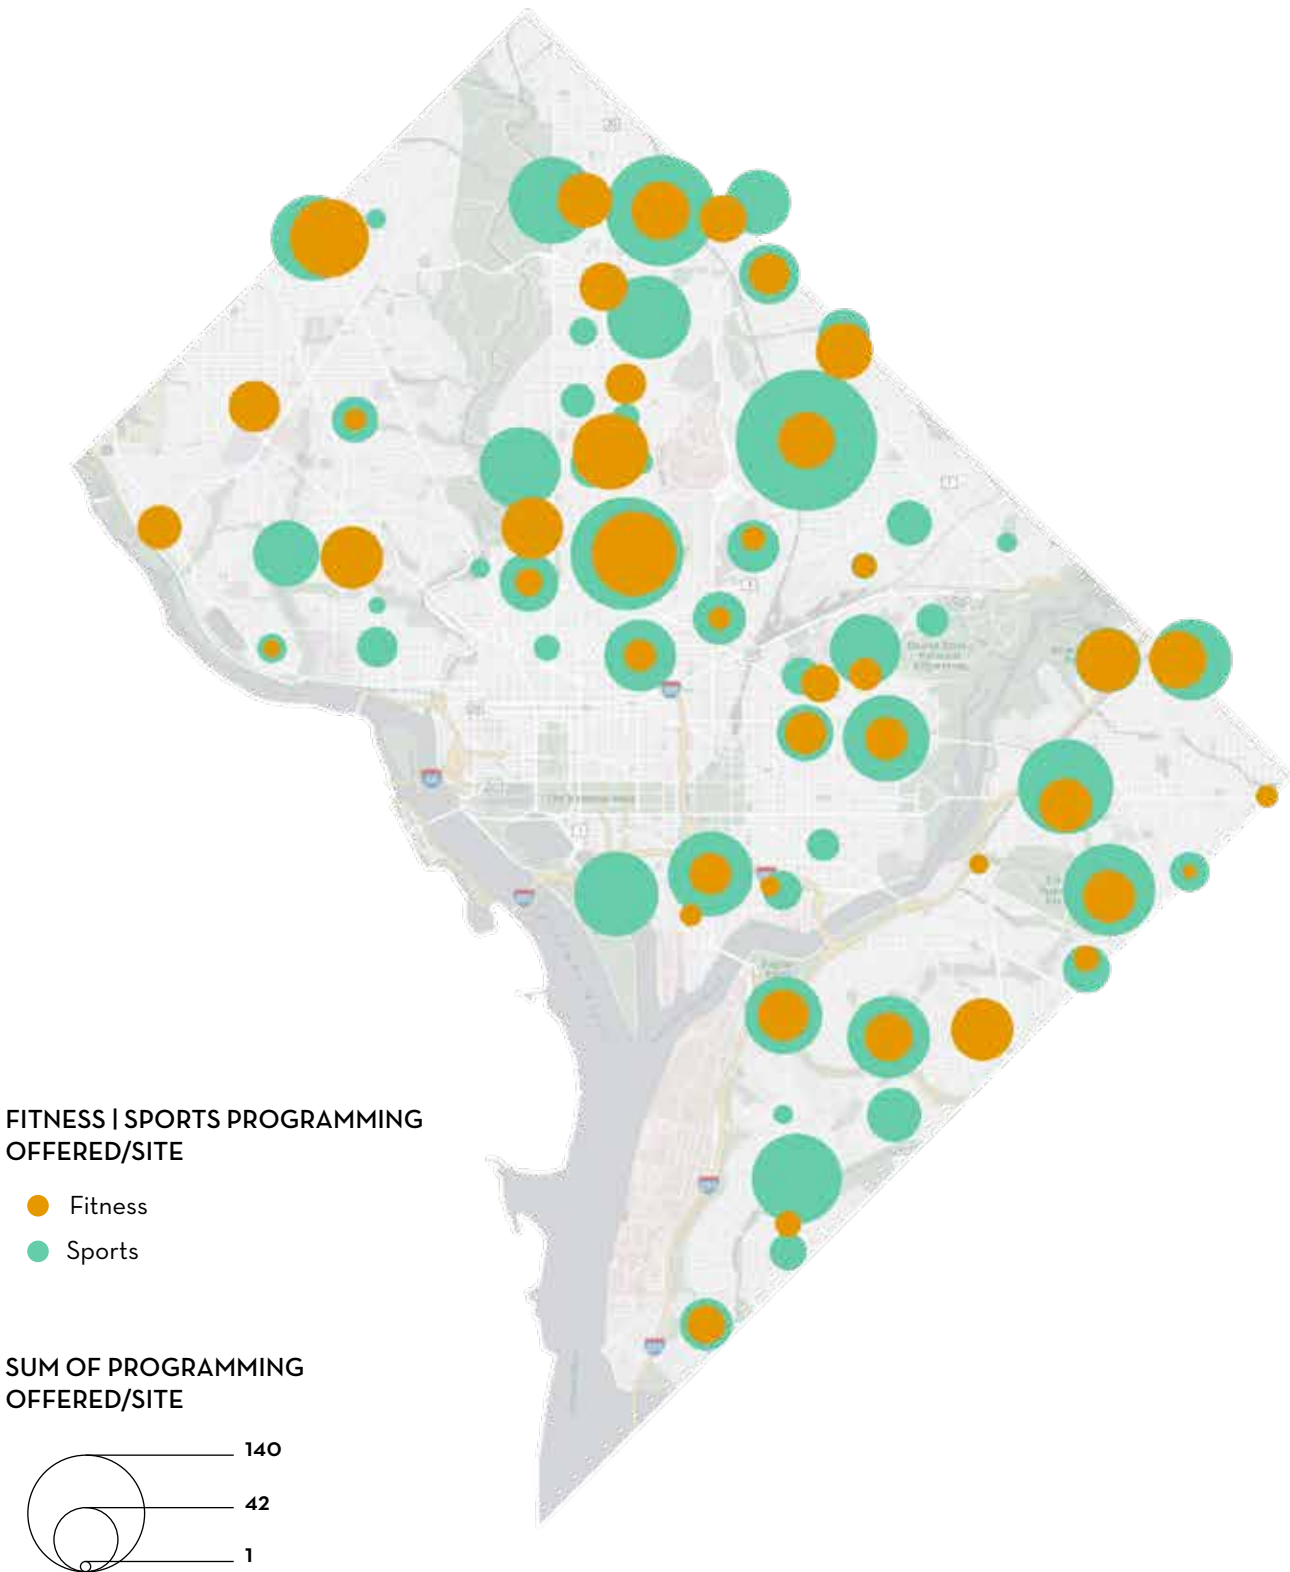 FITNESS | SPORTS PROGRAMMING
OFFERED/SITE
Fitness
Sports
SUM OF PROGRAMMING
OFFERED/SITE
140
42
1